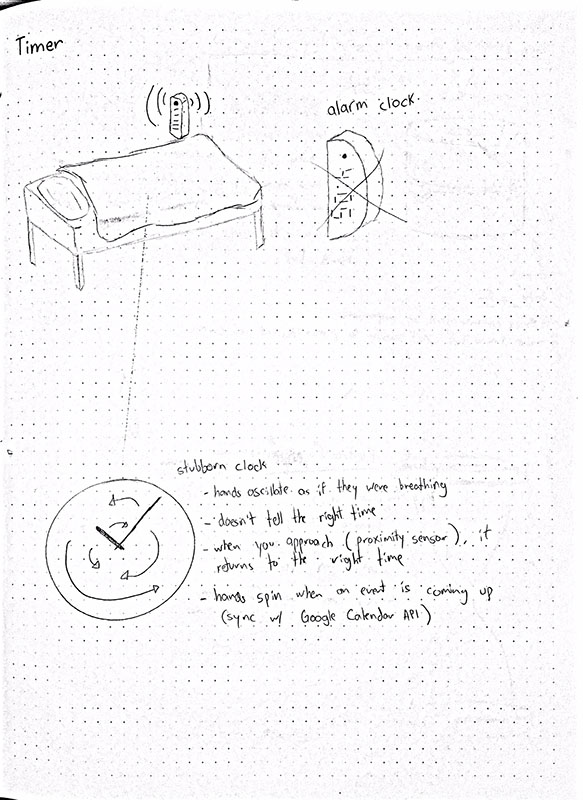 Timer
alarm clock.
stubborn clock
- hands oscillate as if they were breathing
- doesn't tell the right time
- when you approach (proximity sensor), it
returns to the right time
- hands spin when an event is coming up
(sync w/ Google Calendar API)